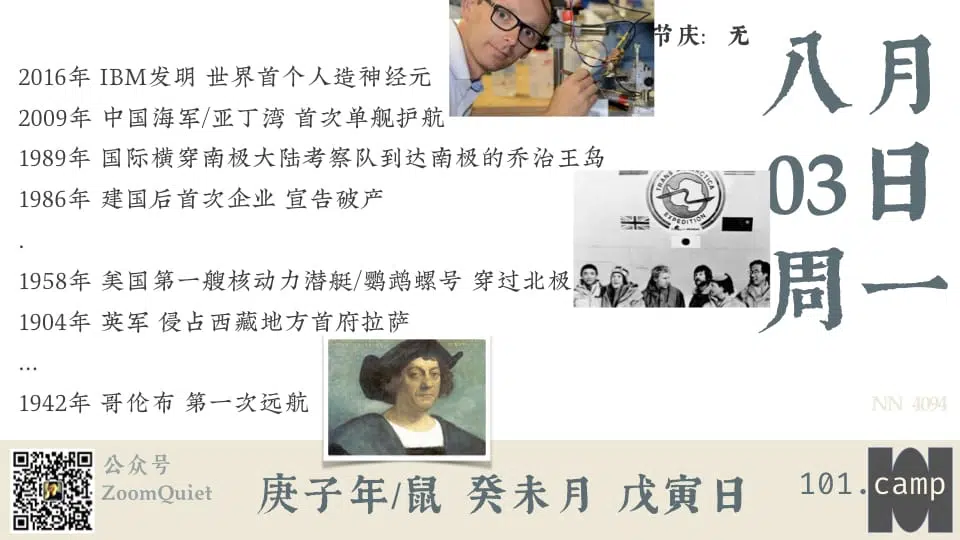 节庆: 无
八月
03日
周一
2016年 IBM发明 世界首个人造神经元
2009年 中国海军/亚丁湾 首次单舰护航
1989年 国际横穿南极大陆考察队到达南极的乔治王岛
1986年 建国后首次企业 宣告破产
.
1958年 美国第一艘核动力潜艇/鹦鹉螺号 穿过北极
1904年 英军 侵占西藏地方首府拉萨
...
1942年 哥伦布 第一次远航
EXPEDITION
NN 4094
公众号
ZoomQuiet
庚子年/鼠 癸未月 戊寅日
101.camp